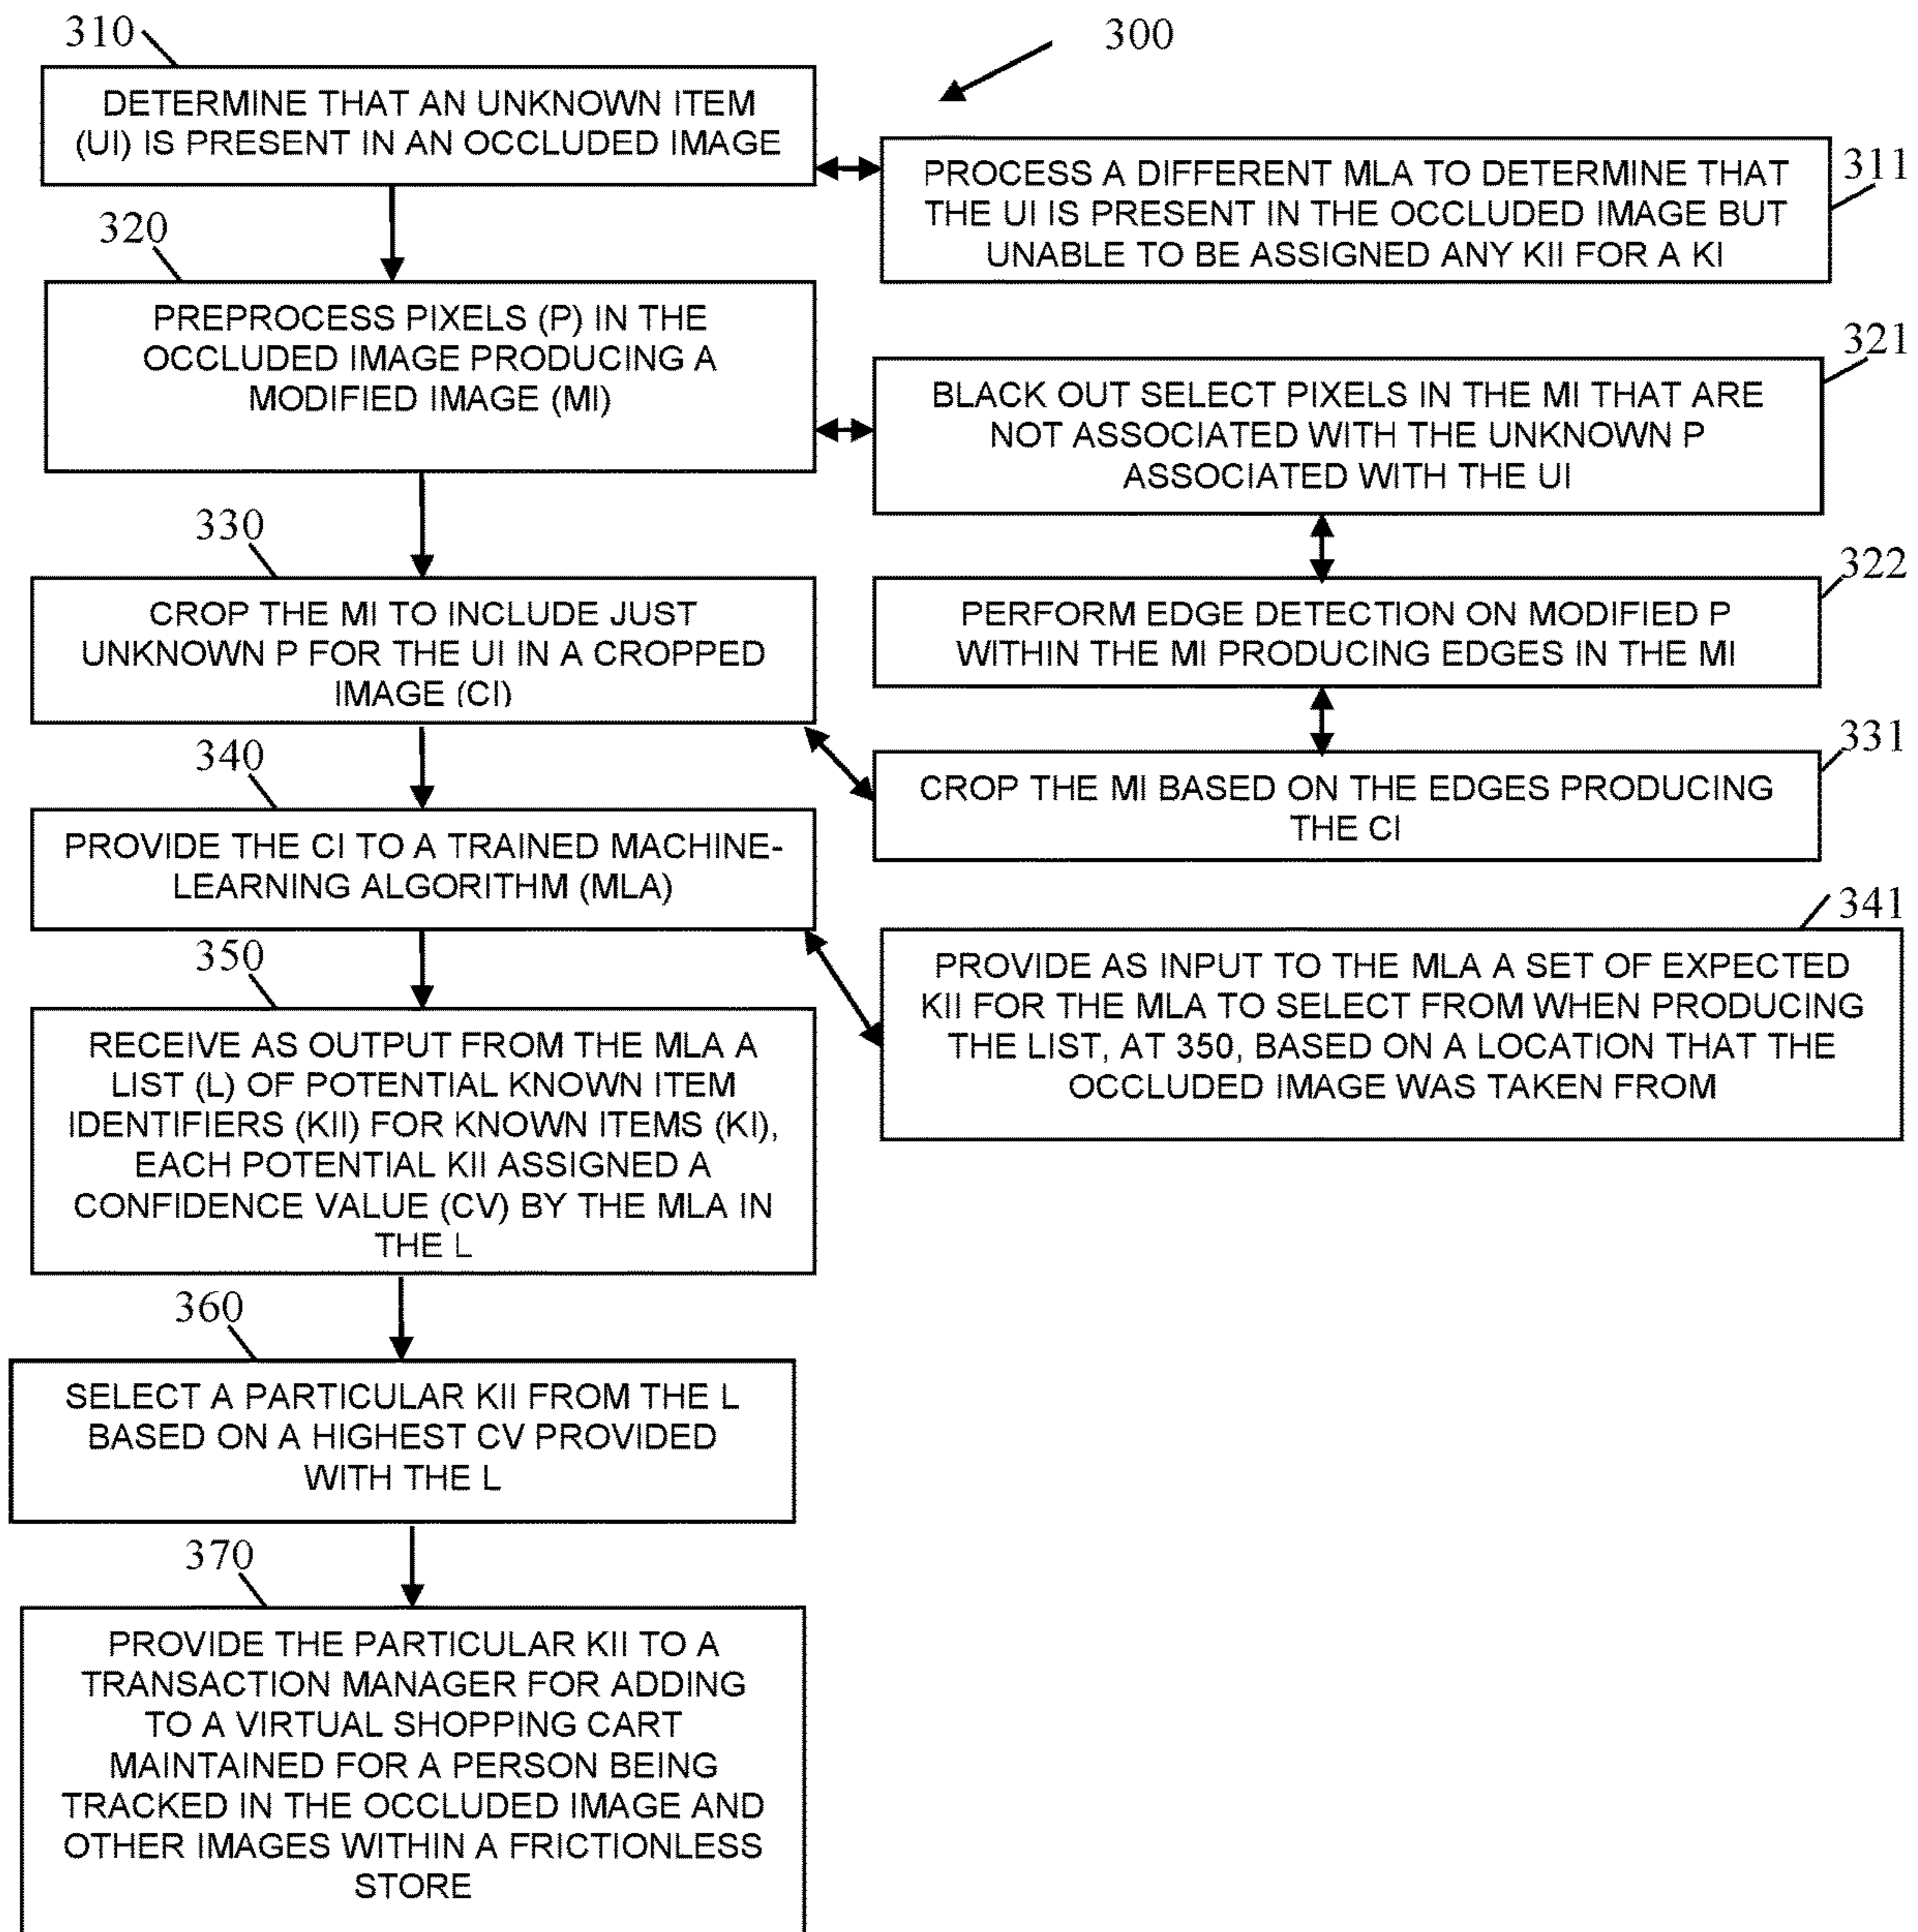 310
300
DETERMINE THAT AN UNKNOWN ITEM
(UI) IS PRESENT IN AN OCCLUDED IMAGE
311
PROCESS A DIFFERENT MLA TO DETERMINE THAT
THE UI IS PRESENT IN THE OCCLUDED IMAGE BUT
UNABLE TO BE ASSIGNED ANY KII FOR A KI
320
PREPROCESS PIXELS (P) IN THE
OCCLUDED IMAGE PRODUCING A
MODIFIED IMAGE (MI)
321
BLACK OUT SELECT PIXELS IN THE MI THAT ARE
NOT ASSOCIATED WITH THE UNKNOWN P
ASSOCIATED WITH THE UI
330
CROP THE MI TO INCLUDE JUST
UNKNOWN P FOR THE UI IN A CROPPED
IMAGE (CI)
322
PERFORM EDGE DETECTION ON MODIFIED P
WITHIN THE MI PRODUCING EDGES IN THE MI
331
CROP THE MI BASED ON THE EDGES PRODUCING
THE CI
340
PROVIDE THE CI TO A TRAINED MACHINE-
LEARNING ALGORITHM (MLA)
341
PROVIDE AS INPUT TO THE MLA A SET OF EXPECTED
KII FOR THE MLA TO SELECT FROM WHEN PRODUCING
THE LIST, AT 350, BASED ON A LOCATION THAT THE
OCCLUDED IMAGE WAS TAKEN FROM
350
RECEIVE AS OUTPUT FROM THE MLA A
LIST (L) OF POTENTIAL KNOWN ITEM
IDENTIFIERS (KII) FOR KNOWN ITEMS (KI),
EACH POTENTIAL KII ASSIGNED A
CONFIDENCE VALUE (CV) BY THE MLA IN
THE L
360
SELECT A PARTICULAR KII FROM THE L
BASED ON A HIGHEST CV PROVIDED
WITH THE L
370
PROVIDE THE PARTICULAR KII TO A
TRANSACTION MANAGER FOR ADDING
TO A VIRTUAL SHOPPING CART
MAINTAINED FOR A PERSON BEING
TRACKED IN THE OCCLUDED IMAGE AND
OTHER IMAGES WITHIN A FRICTIONLESS
STORE